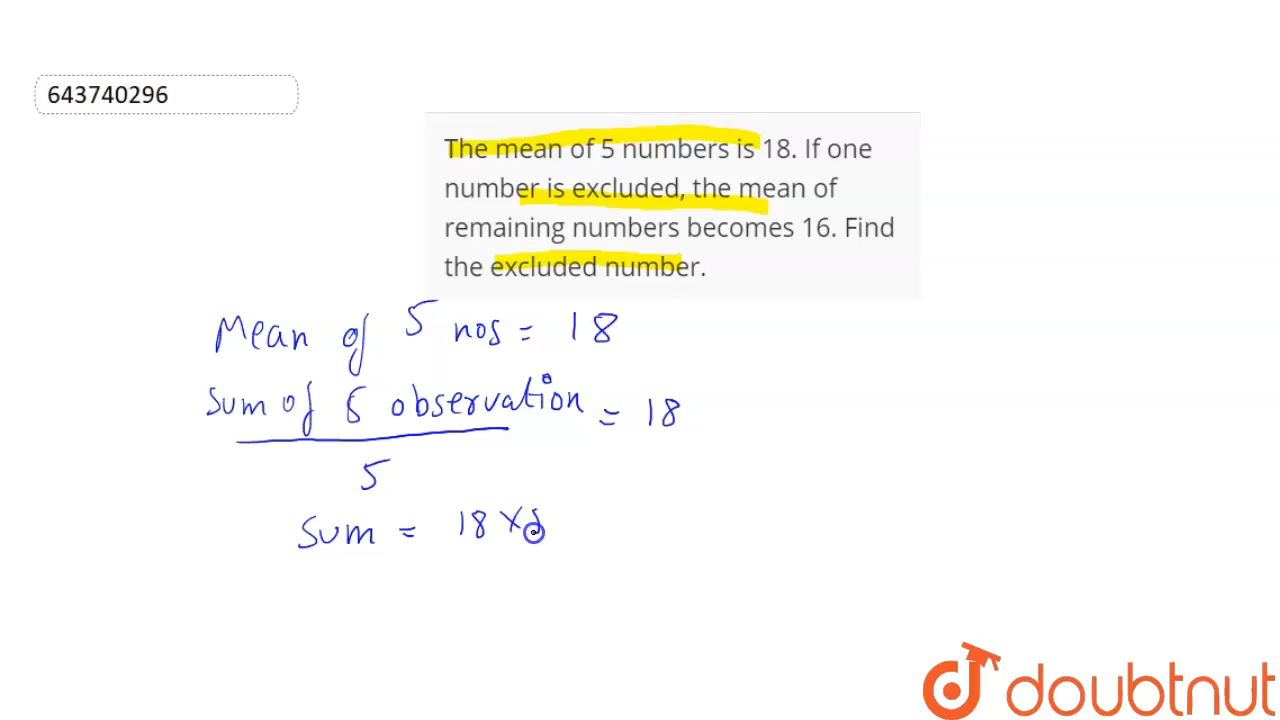 643740296
The mean of 5 numbers is 18. If one
number is excluded, the mean of
remaining numbers becomes 16. Find
the excluded number.
Mean of 5 nos = 18
Sum of 5 observation = 18
5
Sum = 18 ×
doubtnut